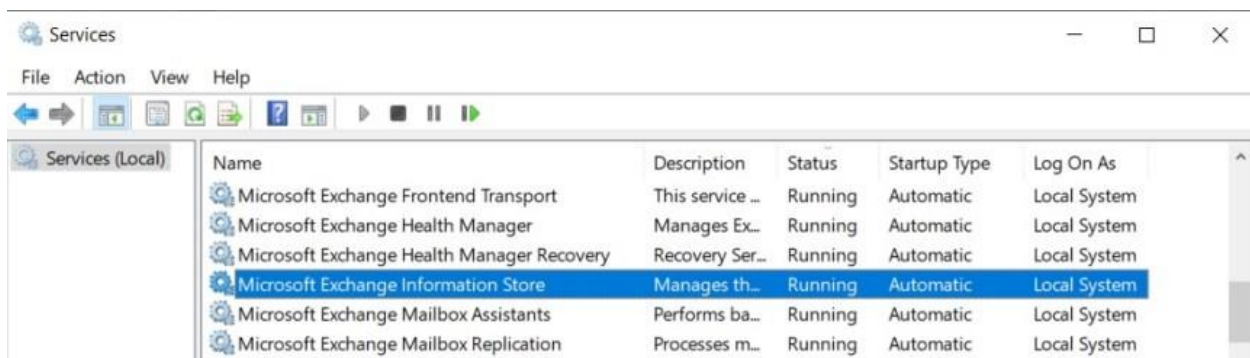 Services
File Action View Help
Services (Local)
Name Description Status Startup Type Log On As
Microsoft Exchange Frontend Transport This service ... Running Automatic Local System
Microsoft Exchange Health Manager Manages Ex... Running Automatic Local System
Microsoft Exchange Health Manager Recovery Recovery Ser... Running Automatic Local System
Microsoft Exchange Information Store Manages th... Running Automatic Local System
Microsoft Exchange Mailbox Assistants Performs ba... Running Automatic Local System
Microsoft Exchange Mailbox Replication Processes m... Running Automatic Local System